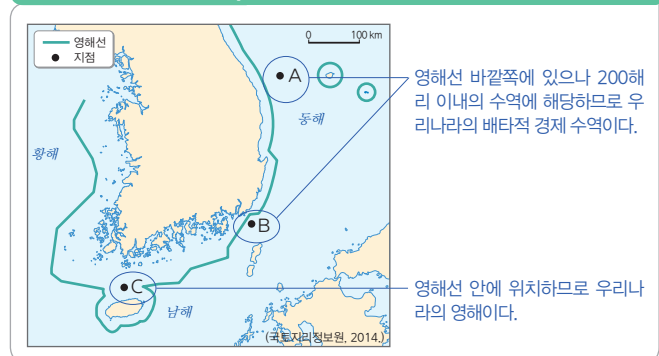 영해선
지점
0 100 km
A
황해
동해
B
C
남해
(국토지리정보원, 2014.)
영해선 바깥쪽에 있으나 200해
리 이내의 수역에 해당하므로 우
리나라의 배타적 경제 수역이다.
영해선 안에 위치하므로 우리나
라의 영해이다.